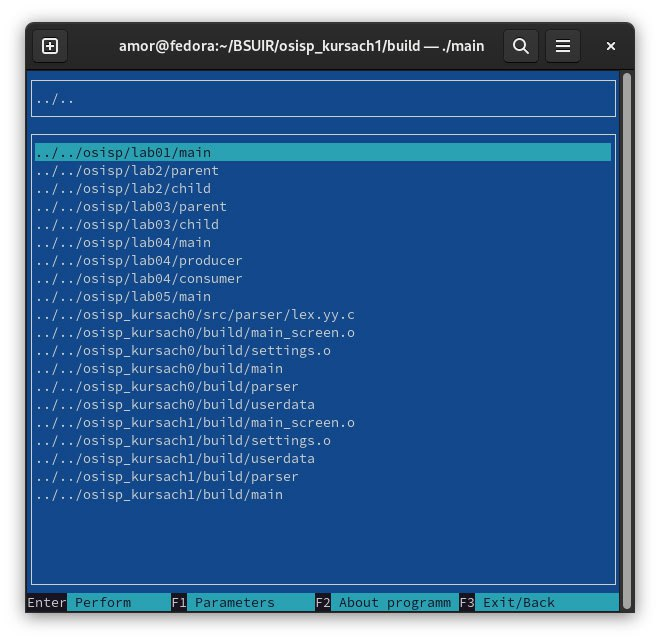 amor@fedora:~/BSUIR/osisp_kursach1/build — ./main
../..
../../osisp/lab01/main
../../osisp/lab2/parent
../../osisp/lab2/child
../../osisp/lab03/parent
../../osisp/lab03/child
../../osisp/lab04/main
../../osisp/lab04/producer
../../osisp/lab04/consumer
../../osisp/lab05/main
../../osisp_kursach0/src/parser/lex.yy.c
../../osisp_kursach0/build/main_screen.o
../../osisp_kursach0/build/settings.o
../../osisp_kursach0/build/main
../../osisp_kursach0/build/parser
../../osisp_kursach0/build/userdata
../../osisp_kursach1/build/main_screen.o
../../osisp_kursach1/build/settings.o
../../osisp_kursach1/build/userdata
../../osisp_kursach1/build/parser
../../osisp_kursach1/build/main
Enter Perform F1 Parameters F2 About programm F3 Exit/Back